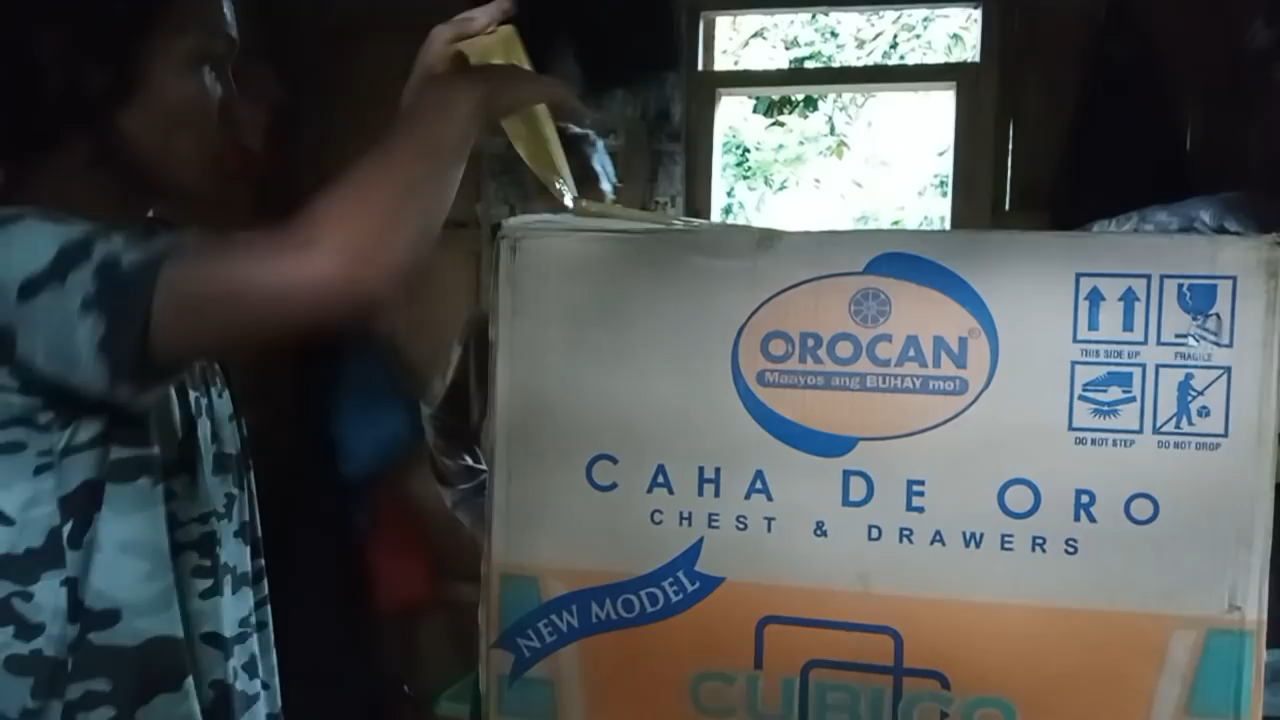 OROCAN®
Maayos ang BUHAY mo!
THIS SIDE UP
FRAGILE
DO NOT STEP
DO NOT DROP
CAHA DE ORO
CHEST & DRAWERS
NEW MODEL
CUBICO